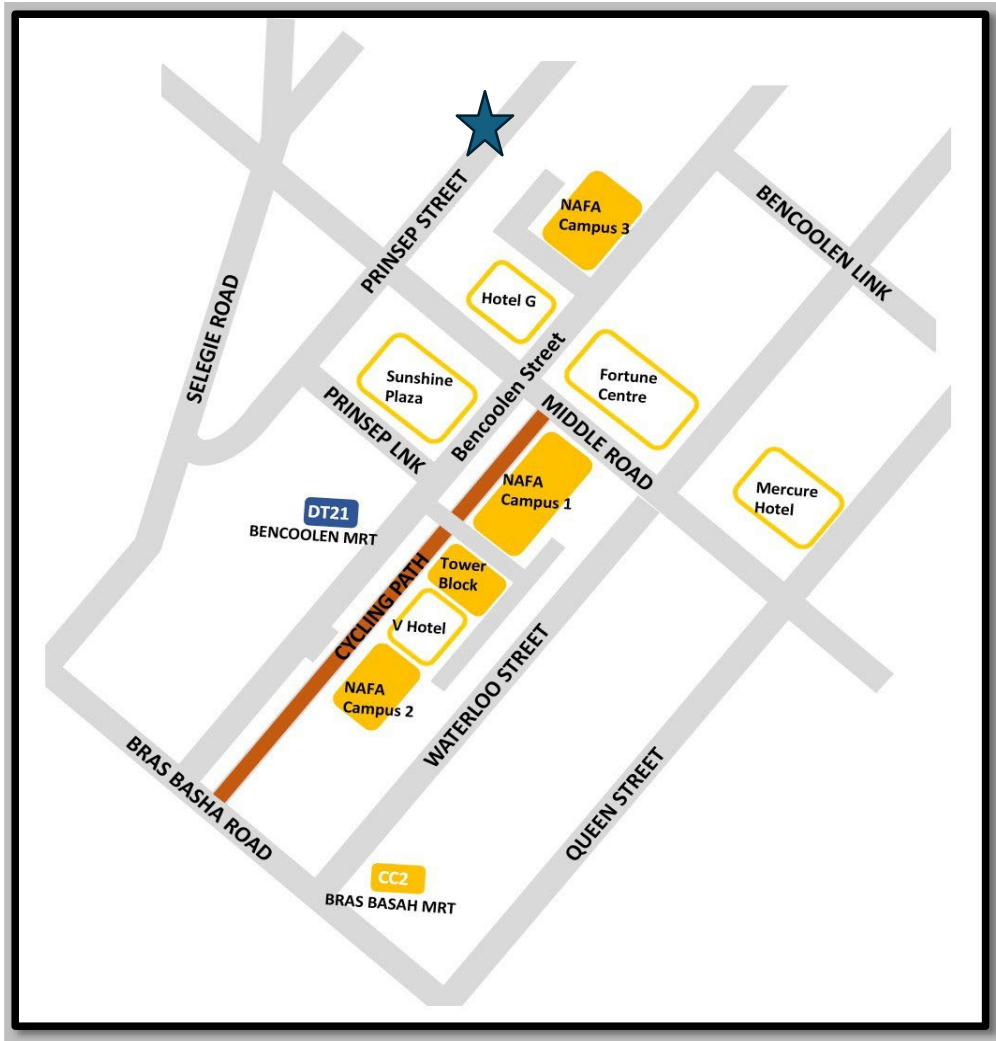 PRINSEP STREET
NAFA
Campus 3
BENCOOLEN LINK
SELEGIE ROAD
Hotel G
Sunshine
Plaza
Bencoolen Street
Fortune
Centre
PRINSEP LNK
MIDDLE ROAD
NAFA
Campus 1
Mercure
Hotel
DT21
BENCOOLEN MRT
Tower
Block
CYCLING PATH
V Hotel
NAFA
Campus 2
WATERLOO STREET
BRAS BASHA ROAD
QUEEN STREET
CC2
BRAS BASAH MRT